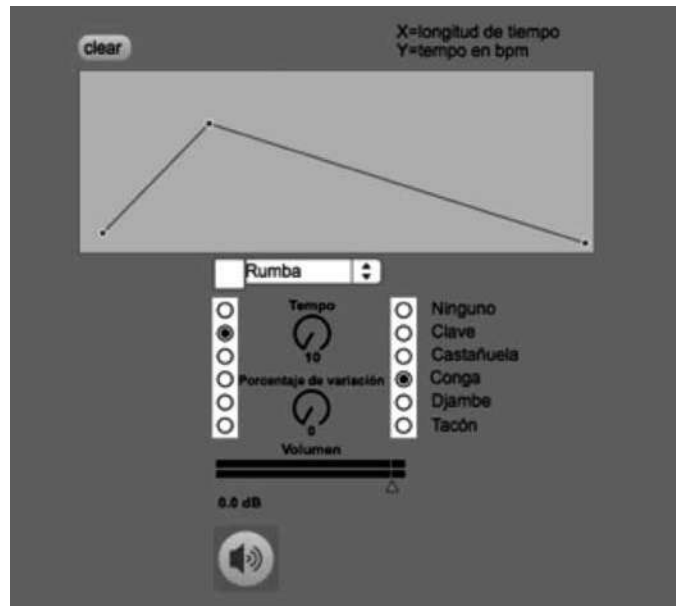 clear
X=longitud de tiempo
Y=tempo en bpm
Rumba
Tempo
10
Porcentaje de variación
0
Ninguno
Clave
Castañuela
Conga
Djambe
Tacón
Volumen
0.0 dB